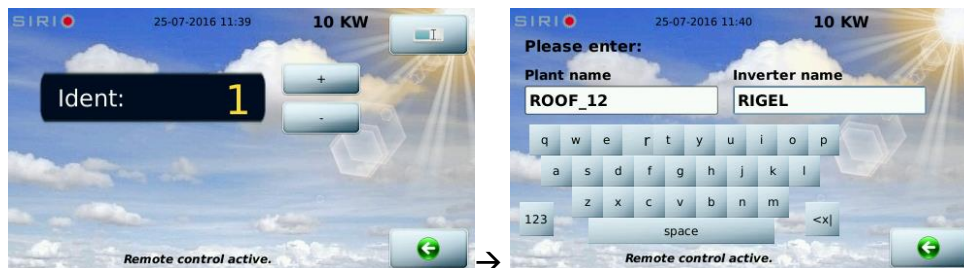 SIRIO 25-07-2016 11:39 10 KW
Ident: 1
+
-
Remote control active.
→
SIRIO 25-07-2016 11:40 10 KW
Please enter:
Plant name Inverter name
ROOF_12 RIGEL
q w e r t y u i o p
a s d f g h j k l
z x c v b n m
123 <x|
space
Remote control active.